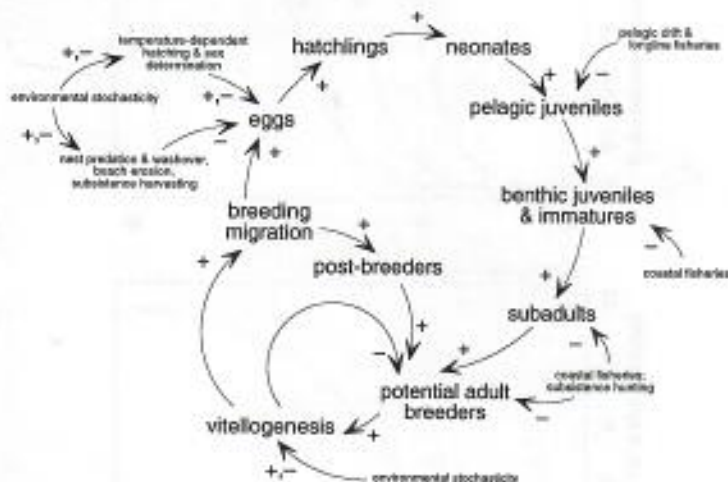 +
hatchlings
neonates
pelagic drift &
longline fisheries
+,–
temperature-dependent
hatching & sex
determination
+
–
pelagic juveniles
environmental stochasticity
+,–
+
eggs
+,–
–
nest predation & washover,
beach erosion,
subsistence harvesting
+
+
benthic juveniles
& immatures
breeding
migration
+
–
post-breeders
+
coastal fisheries
+
subadults
+
–
+
–
coastal fisheries;
subsistence hunting
potential adult
breeders
–
vitellogenesis
+
+,–
environmental stochasticity